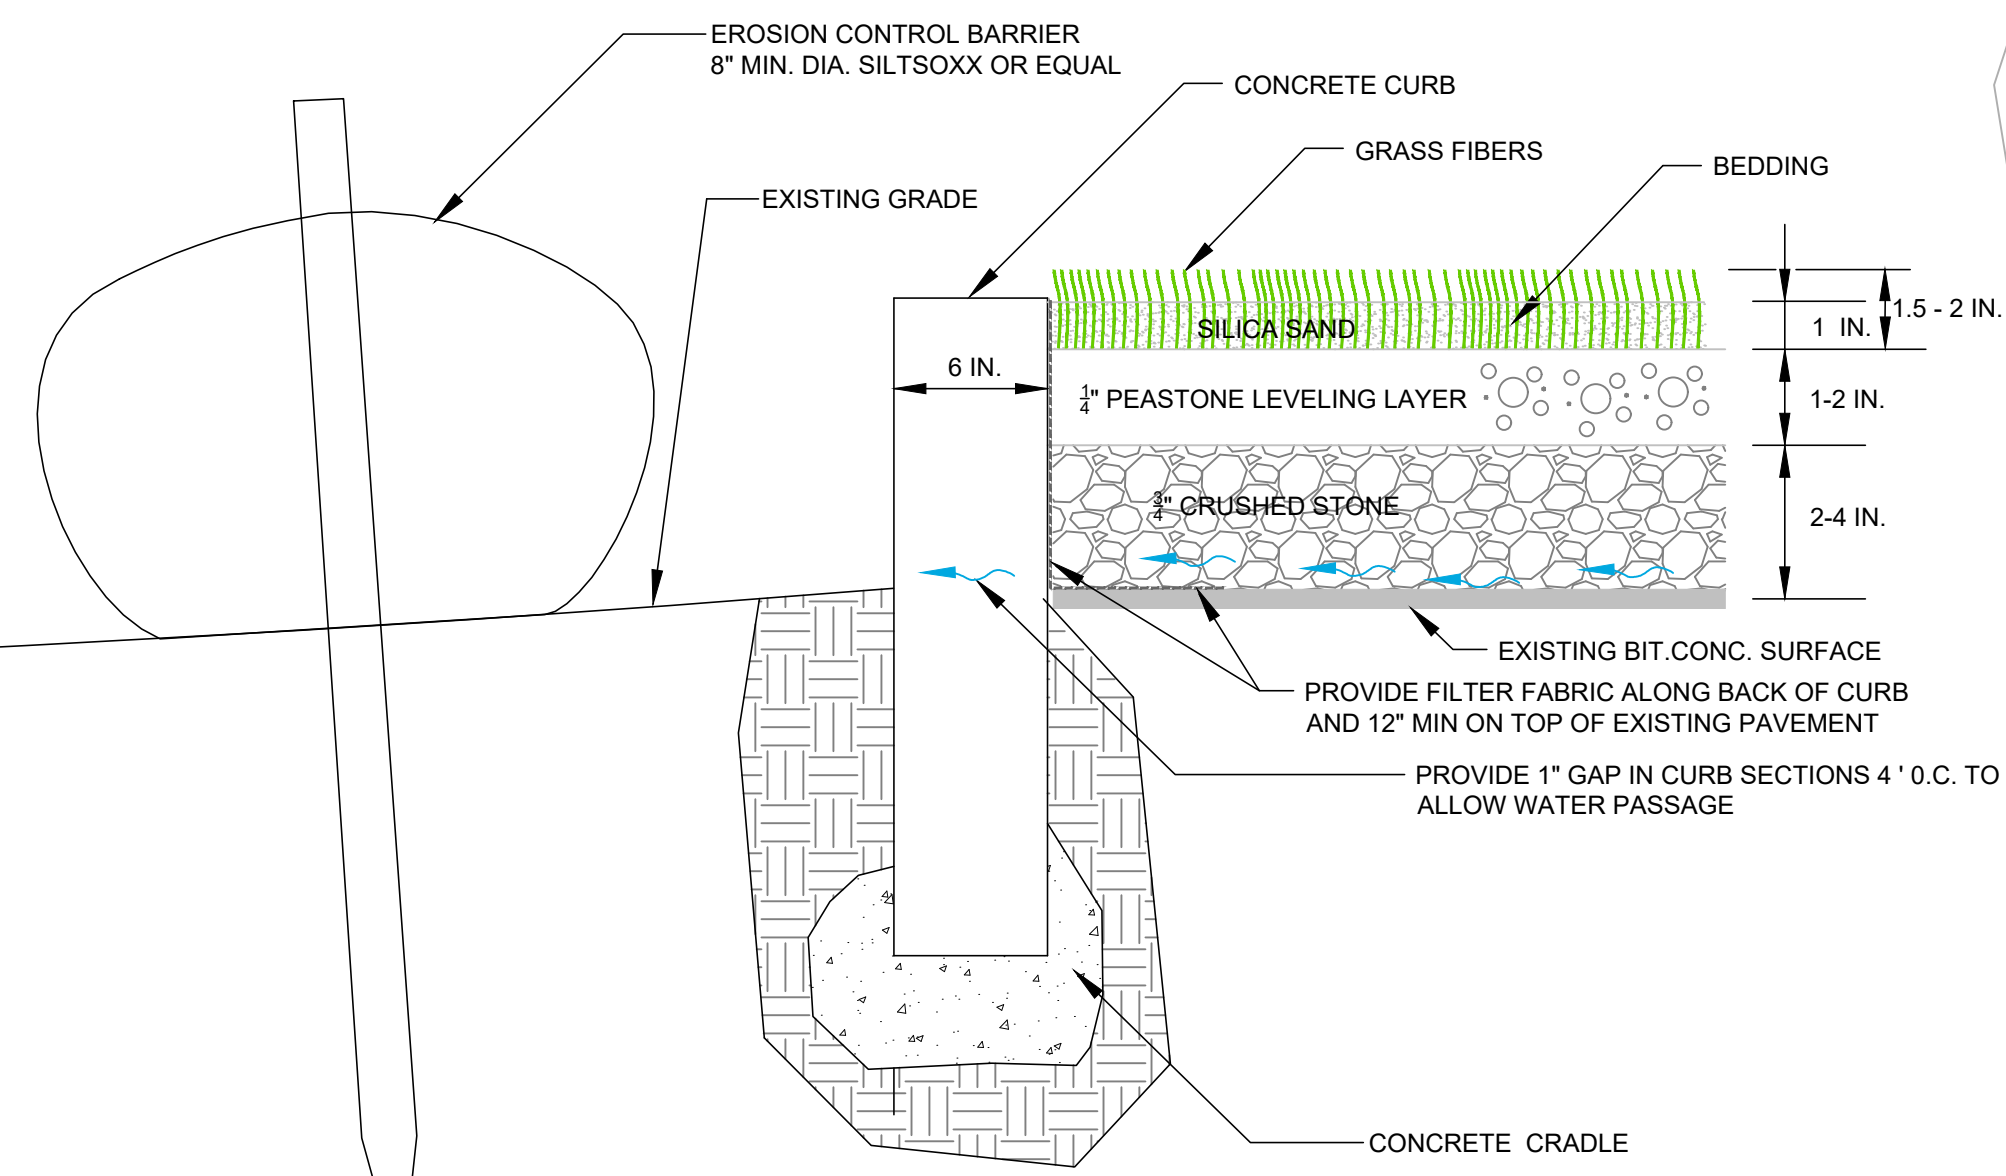 EROSION CONTROL BARRIER
8" MIN. DIA. SILTSOXX OR EQUAL
CONCRETE CURB
GRASS FIBERS
BEDDING
EXISTING GRADE
1.5 - 2 IN.
SILICA SAND
1 IN.
6 IN.
1/4" PEASTONE LEVELING LAYER
1-2 IN.
3/4" CRUSHED STONE
2-4 IN.
EXISTING BIT.CONC. SURFACE
PROVIDE FILTER FABRIC ALONG BACK OF CURB
AND 12" MIN ON TOP OF EXISTING PAVEMENT
PROVIDE 1" GAP IN CURB SECTIONS 4 ' 0.C. TO
ALLOW WATER PASSAGE
CONCRETE CRADLE